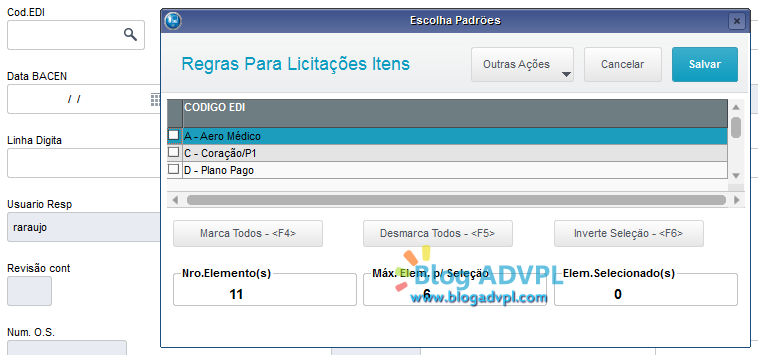 Cod.EDI
Data BACEN
/ /
Linha Digita
Usuario Resp
raraujo
Revisão cont
Num. O.S.
Escolha Padrões
Regras Para Licitações Itens
Outras Ações
Cancelar
Salvar
CODIGO EDI
A - Aero Médico
C - Coração/P1
D - Plano Pago
Marca Todos - <F4>
Desmarca Todos - <F5>
Inverte Seleção - <F6>
Nro.Elemento(s)
11
Máx. Elem. p/ Seleção
6
Elem.Selecionado(s)
0
Blog ADVPL
www.blogadvpl.com